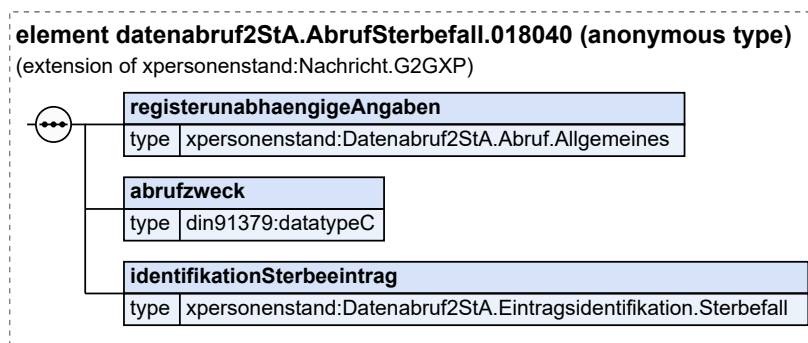 element datenabruf2StA.AbrufSterbefall.018040 (anonymous type)
(extension of xpersonenstand:Nachricht.G2GXP)
registerunabhaengigeAngaben
type xpersonenstand:Datenabruf2StA.Abruf.Allgemeines
abrufzweck
type din91379:datatypeC
identifikationSterbeeintrag
type xpersonenstand:Datenabruf2StA.Eintragsidentifikation.Sterbefall